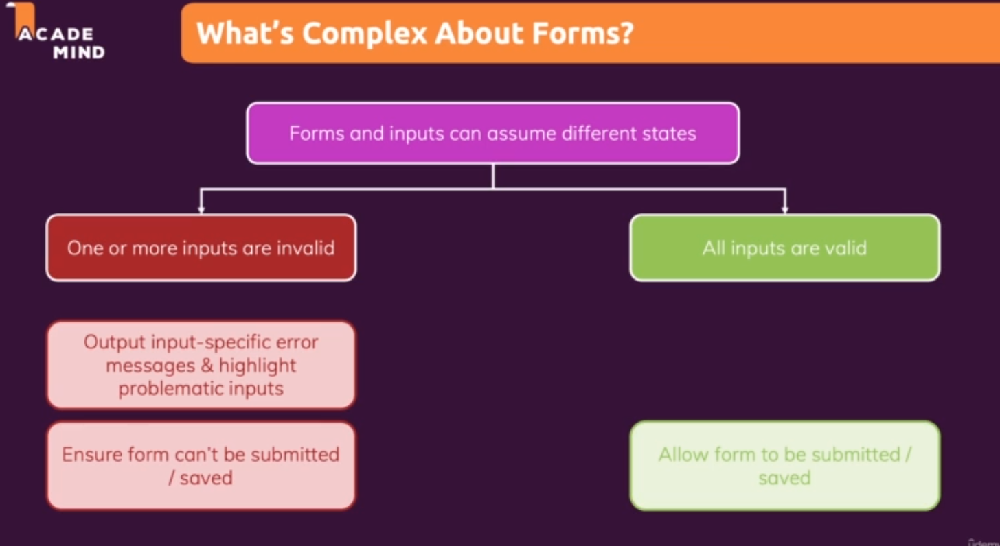 ACADE
MIND
What's Complex About Forms?
Forms and inputs can assume different states
One or more inputs are invalid
All inputs are valid
Output input-specific error
messages & highlight
problematic inputs
Ensure form can't be submitted
/ saved
Allow form to be submitted /
saved
ûdemy